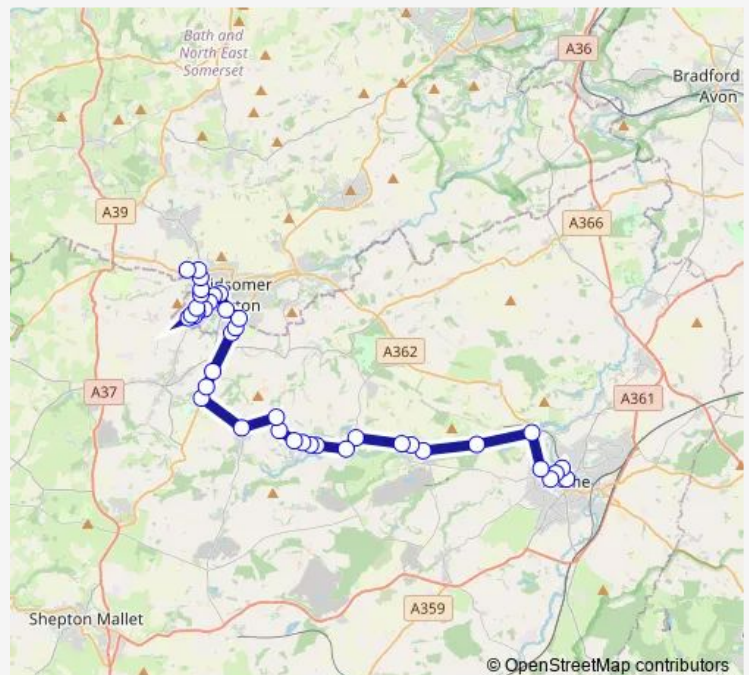 Bath and
North East
Somerset
A36
Bradford
Avon
A39
A366
A362
A37
A361
A359
Shepton Mallet
© OpenStreetMap contributors